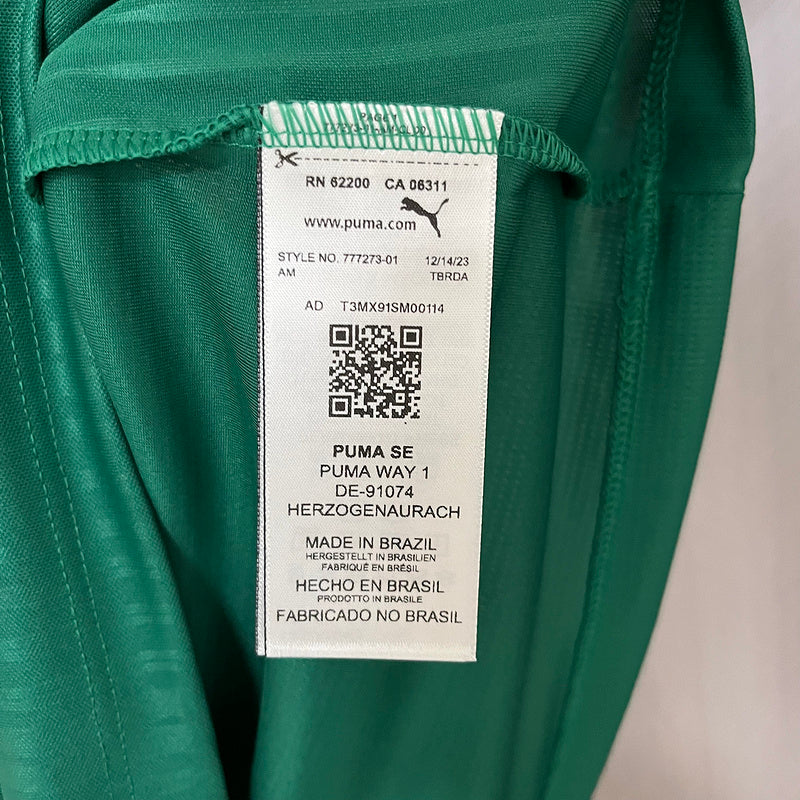 PAGE 1
RN 62200 CA 06311
www.puma.com
STYLE NO. 777273-01 12/14/23
AM TBRDA
AD T3MX91SM00114
PUMA SE
PUMA WAY 1
DE-91074
HERZOGENAURACH
MADE IN BRAZIL
HERGESTELLT IN BRASILIEN
FABRIQUÉ EN BRÉSIL
HECHO EN BRASIL
PRODOTTO IN BRASILE
FABRICADO NO BRASIL